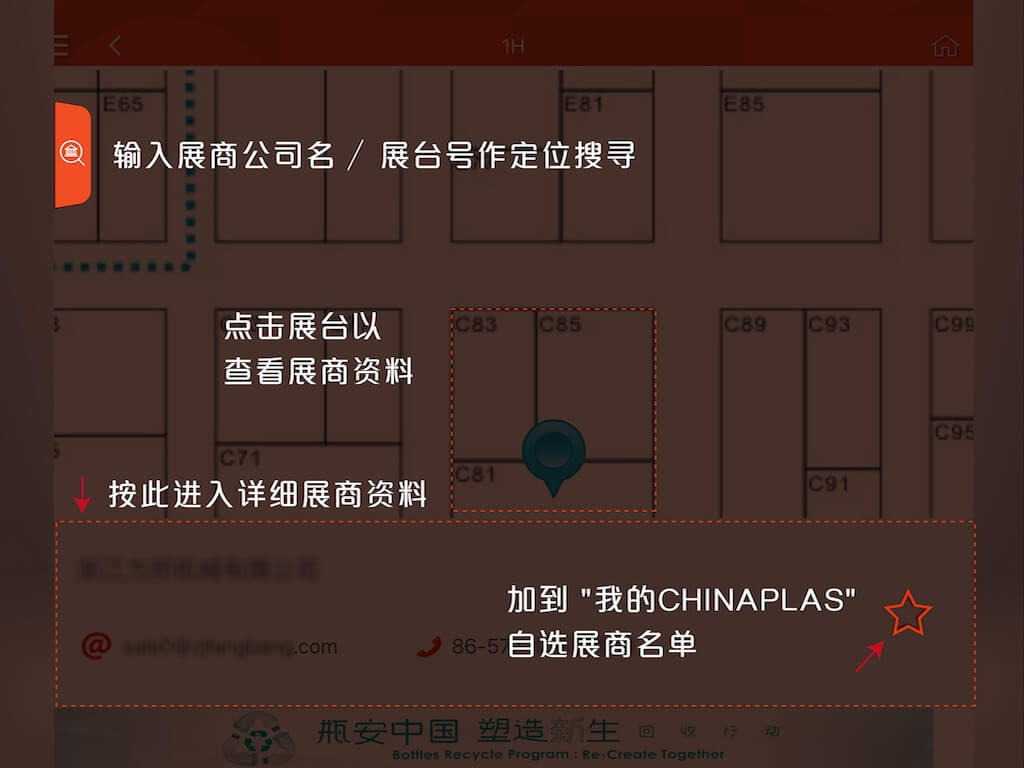 1H
E65
E81
E85
输入展商公司名 / 展台号作定位搜寻
点击展台以
查看展商资料
C83
C85
C89
C93
C99
C71
C81
C91
C95
按此进入详细展商资料
加到 "我的CHINAPLAS"
自选展商名单
.com
86-57
瓶安中国 塑造新生 回收行动
Bottles Recycle Program : Re-Create Together